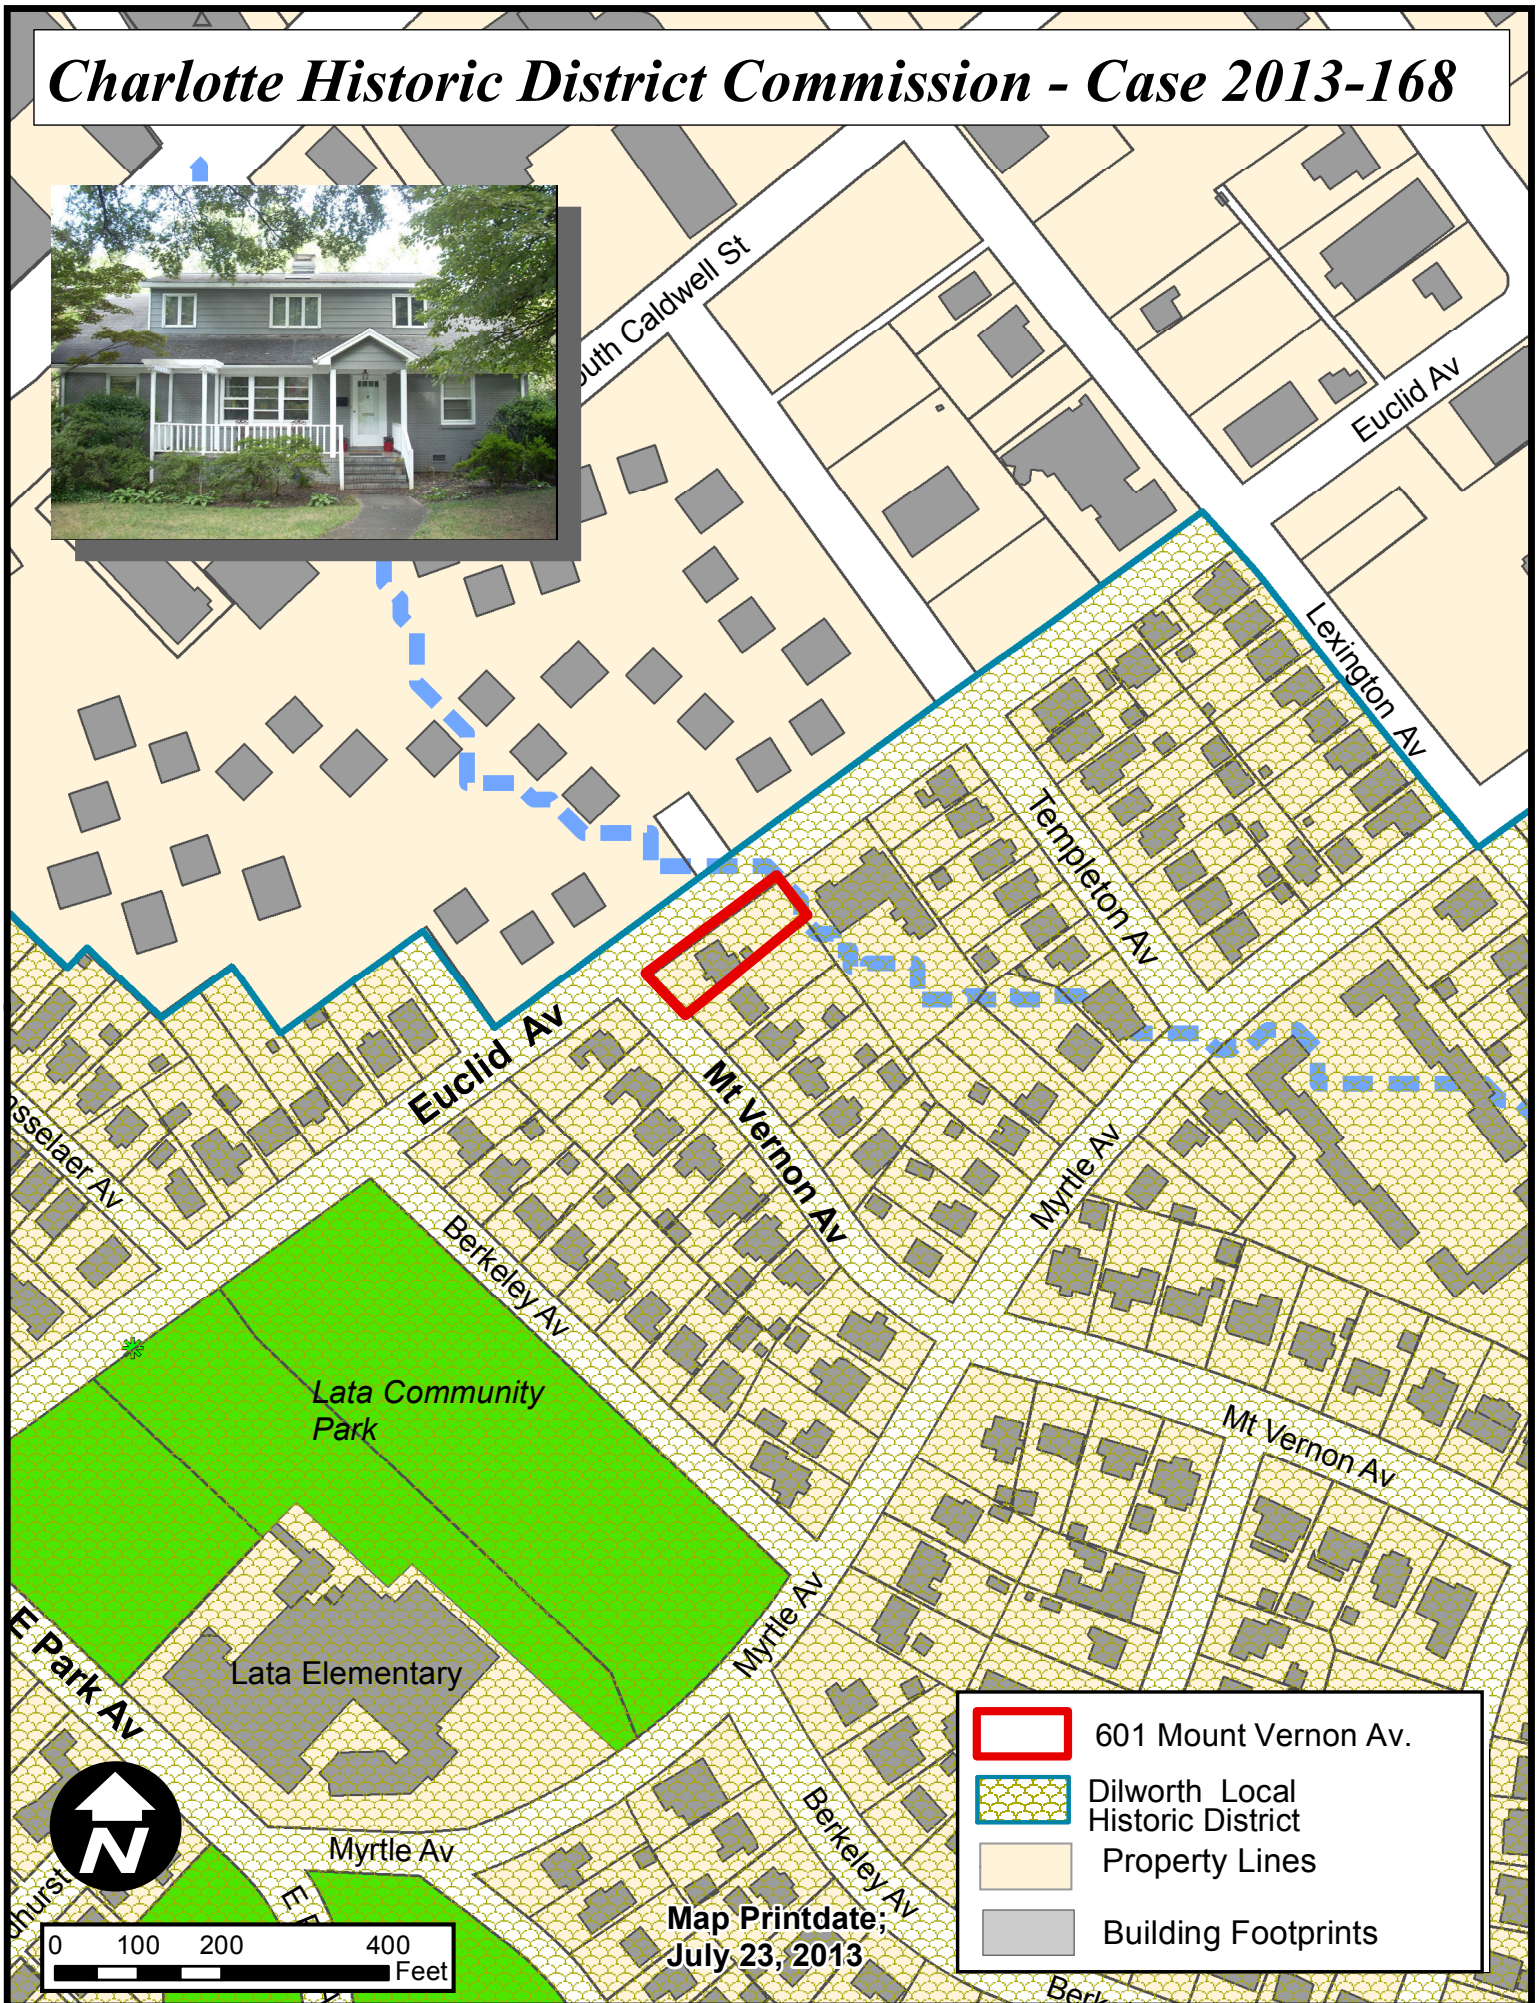 Charlotte Historic District Commission - Case 2013-168
South Caldwell St
Euclid Av
Lexington Av
Templeton Av
Euclid Av
Mt Vernon Av
Myrtle Av
Berkeley Av
Lata Community
Park
Mt Vernon Av
Myrtle Av
E Park Av
Lata Elementary
Myrtle Av
Berkeley Av
N
601 Mount Vernon Av.
Dilworth Local
Historic District
Property Lines
Building Footprints
Map Printdate;
July 23, 2013
0 100 200 400
Feet